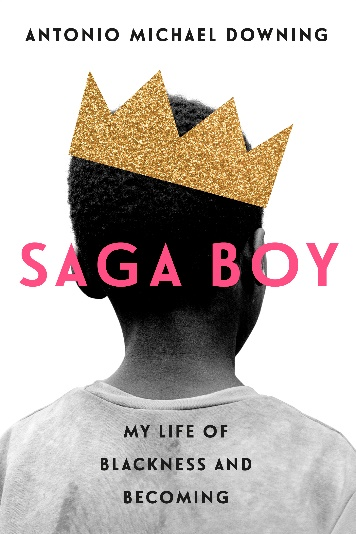 ANTONIO MICHAEL DOWNING
SAGA BOY
MY LIFE OF
BLACKNESS AND
BECOMING